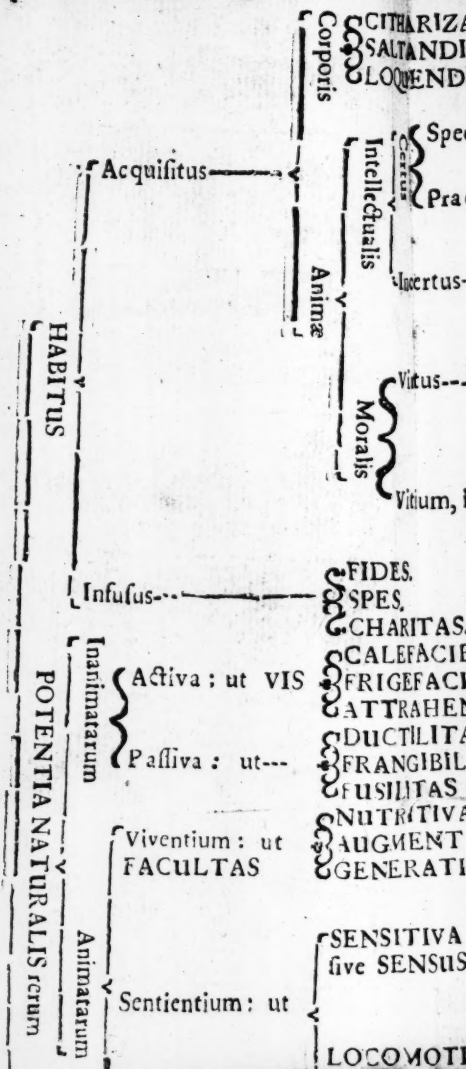 Corporis
CITHARIZA
SALTANDI
LOQUEND
Acquiſitus
Intellectualis
Certus
Spec
Prac
Incertus
Animæ
HABITUS
Moralis
Virtus
Vitium, i
Infuſus
FIDES.
SPES.
CHARITAS.
POTENTIA NATURALIS rerum
Inanimatarum
Activa : ut VIS
CALEFACIE
FRIGEFACI
ATTRAHEN
Paſſiva : ut
DUCTILITA
FRANGIBIL
FUSILITAS
Animatarum
Viventium : ut
FACULTAS
NUTRITIVA
AUGMENT
GENERATI
Sentientium : ut
SENSITIVA
ſive SENSUS
LOCOMOTI